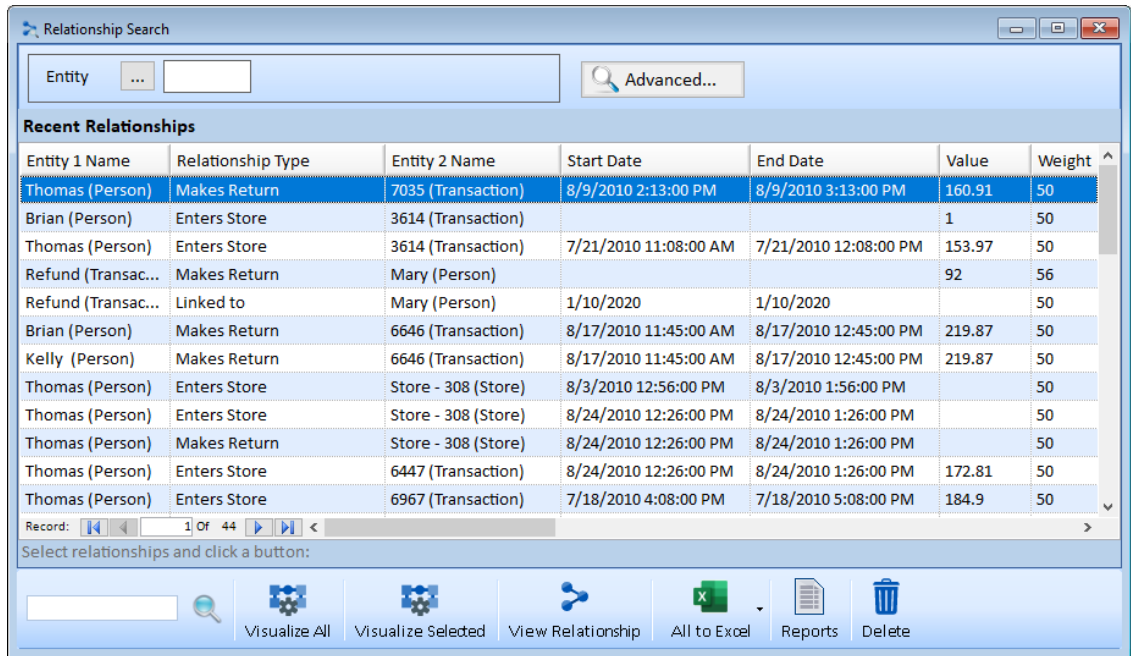 Relationship Search
Entity ... Advanced...
Recent Relationships
Entity 1 Name Relationship Type Entity 2 Name Start Date End Date Value Weight
Thomas (Person) Makes Return 7035 (Transaction) 8/9/2010 2:13:00 PM 8/9/2010 3:13:00 PM 160.91 50
Brian (Person) Enters Store 3614 (Transaction) 1 50
Thomas (Person) Enters Store 3614 (Transaction) 7/21/2010 11:08:00 AM 7/21/2010 12:08:00 PM 153.97 50
Refund (Transac... Makes Return Mary (Person) 92 56
Refund (Transac... Linked to Mary (Person) 1/10/2020 1/10/2020 50
Brian (Person) Makes Return 6646 (Transaction) 8/17/2010 11:45:00 AM 8/17/2010 12:45:00 PM 219.87 50
Kelly (Person) Makes Return 6646 (Transaction) 8/17/2010 11:45:00 AM 8/17/2010 12:45:00 PM 219.87 50
Thomas (Person) Enters Store Store - 308 (Store) 8/3/2010 12:56:00 PM 8/3/2010 1:56:00 PM 50
Thomas (Person) Enters Store Store - 308 (Store) 8/24/2010 12:26:00 PM 8/24/2010 1:26:00 PM 50
Thomas (Person) Makes Return Store - 308 (Store) 8/24/2010 12:26:00 PM 8/24/2010 1:26:00 PM 50
Thomas (Person) Enters Store 6447 (Transaction) 8/24/2010 12:26:00 PM 8/24/2010 1:26:00 PM 172.81 50
Thomas (Person) Enters Store 6967 (Transaction) 7/18/2010 4:08:00 PM 7/18/2010 5:08:00 PM 184.9 50
Record: 1 Of 44
Select relationships and click a button:
Visualize All Visualize Selected View Relationship All to Excel Reports Delete